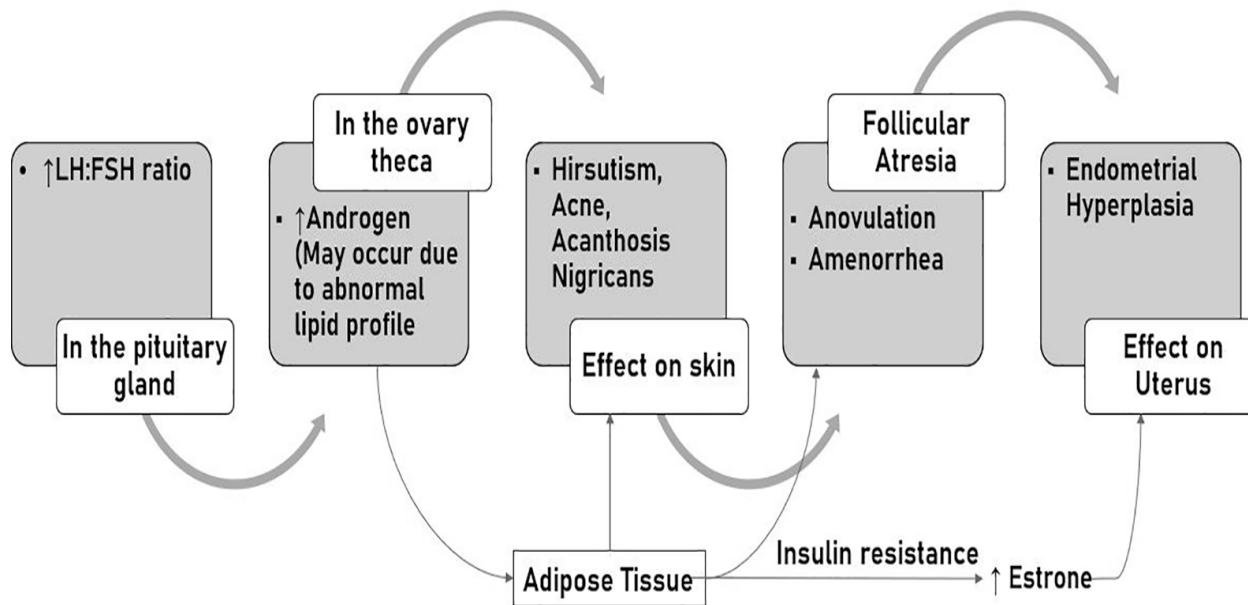 • ↑LH:FSH ratio
In the pituitary
gland
In the ovary
theca
▪ ↑Androgen
(May occur due
to abnormal
lipid profile
▪ Hirsutism,
Acne,
Acanthosis
Nigricans
Effect on skin
Follicular
Atresia
▪ Anovulation
▪ Amenorrhea
▪ Endometrial
Hyperplasia
Effect on
Uterus
Adipose Tissue
Insulin resistance
↑ Estrone